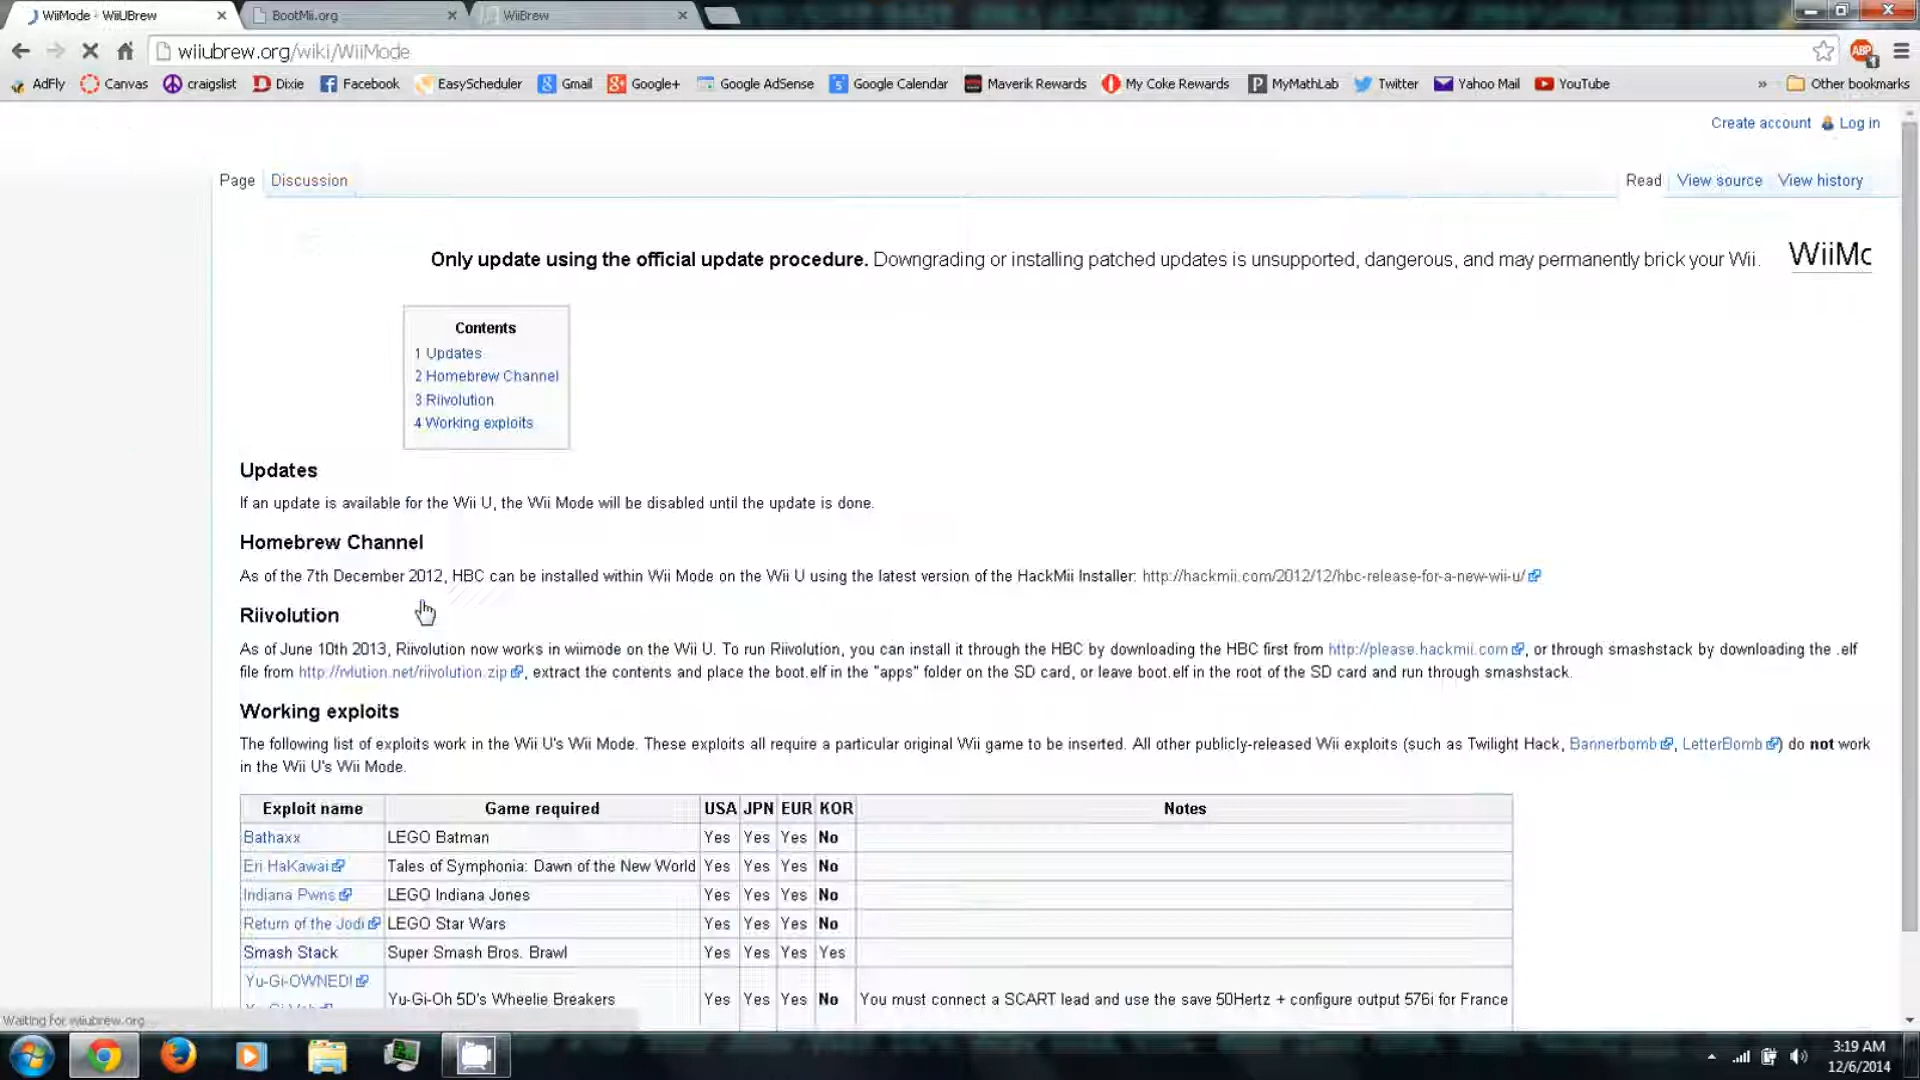 WiiMode - WiiUBrew
BootMii.org
WiiBrew
wiiubrew.org/wiki/WiiMode
ABP
1
AdFly
Canvas
craigslist
Dixie
Facebook
EasyScheduler
Gmail
Google+
Google AdSense
Google Calendar
Maverik Rewards
My Coke Rewards
MyMathLab
Twitter
Yahoo Mail
YouTube
»
Other bookmarks
Create account
Log in
Page
Discussion
Read
View source
View history
Only update using the official update procedure. Downgrading or installing patched updates is unsupported, dangerous, and may permanently brick your Wii.
WiiMo
Contents
1 Updates
2 Homebrew Channel
3 Riivolution
4 Working exploits
Updates
If an update is available for the Wii U, the Wii Mode will be disabled until the update is done.
Homebrew Channel
As of the 7th December 2012, HBC can be installed within Wii Mode on the Wii U using the latest version of the HackMii Installer: http://hackmii.com/2012/12/hbc-release-for-a-new-wii-u/
Riivolution
As of June 10th 2013, Riivolution now works in wiimode on the Wii U. To run Riivolution, you can install it through the HBC by downloading the HBC first from http://please.hackmii.com, or through smashstack by downloading the .elf
file from http://rvlution.net/riivolution.zip, extract the contents and place the boot.elf in the "apps" folder on the SD card, or leave boot.elf in the root of the SD card and run through smashstack.
Working exploits
The following list of exploits work in the Wii U's Wii Mode. These exploits all require a particular original Wii game to be inserted. All other publicly-released Wii exploits (such as Twilight Hack, Bannerbomb, LetterBomb) do not work
in the Wii U's Wii Mode.
Exploit name Game required USA JPN EUR KOR Notes
Bathaxx LEGO Batman Yes Yes Yes No
Eri HaKawai Tales of Symphonia: Dawn of the New World Yes Yes Yes No
Indiana Pwns LEGO Indiana Jones Yes Yes Yes No
Return of the Jodi LEGO Star Wars Yes Yes Yes No
Smash Stack Super Smash Bros. Brawl Yes Yes Yes Yes
Yu-Gi-OWNED!
Yu-Gi-Oh 5D's Wheelie Breakers Yes Yes Yes No You must connect a SCART lead and use the save 50Hertz + configure output 576i for France
Waiting for wiiubrew.org
3:19 AM
12/6/2014